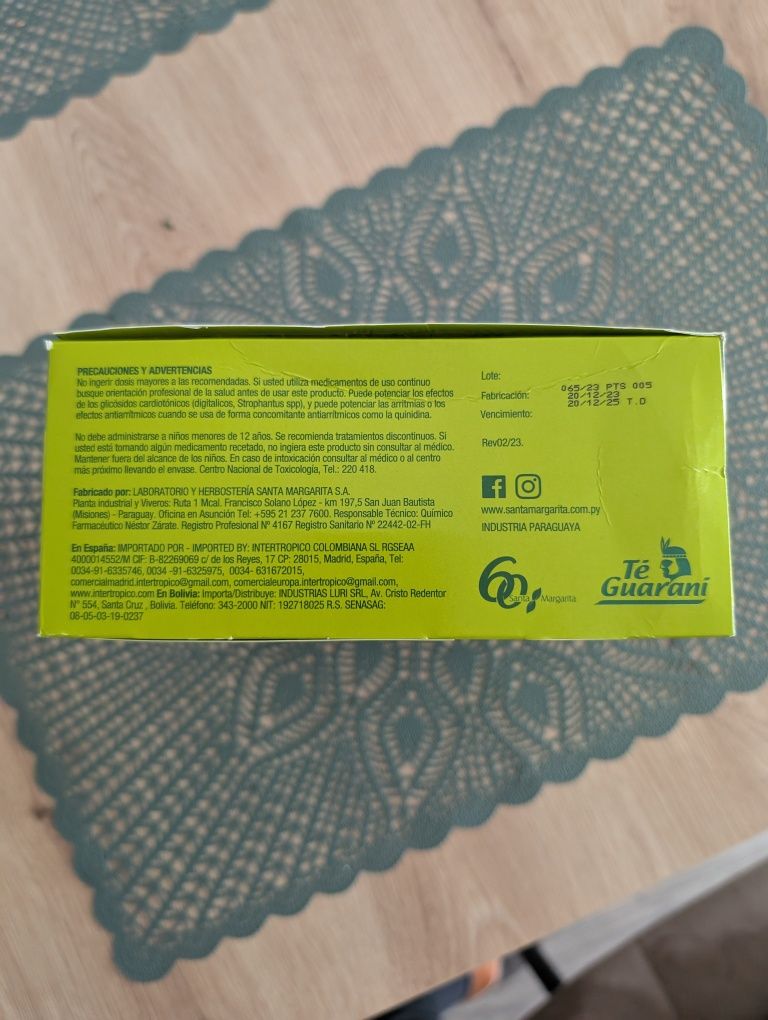 PRECAUCIONES Y ADVERTENCIAS
No ingerir dosis mayores a las recomendadas. Si usted utiliza medicamentos de uso continuo
busque orientación profesional de la salud antes de usar este producto. Puede potenciar los efectos
de los glicósidos cardiotónicos (digitalicos, Strophantus spp), y puede potenciar las arritmias o los
efectos antiarrítmicos cuando se usa de forma concomitante antiarrítmicos como la quinidina.
No debe administrarse a niños menores de 12 años. Se recomienda tratamientos discontinuos. Si
usted está tomando algún medicamento recetado, no ingiera este producto sin consultar al médico.
Mantener fuera del alcance de los niños. En caso de intoxicación consultar al médico o al centro
más próximo llevando el envase. Centro Nacional de Toxicología, Tel.: 220 418.
Fabricado por: LABORATORIO Y HERBOSTERÍA SANTA MARGARITA S.A.
Planta industrial y Viveros: Ruta 1 Mcal. Francisco Solano López - km 197,5 San Juan Bautista
(Misiones) - Paraguay. Oficina en Asunción Tel: +595 21 237 7600. Responsable Técnico: Químico
Farmacéutico Néstor Zárate. Registro Profesional Nº 4167 Registro Sanitario Nº 22442-02-FH
En España: IMPORTADO POR - IMPORTED BY: INTERTROPICO COLOMBIANA SL RGSEAA
4000014552/M CIF: B-82269069 c/ de los Reyes, 17 CP: 28015, Madrid, España, Tel:
0034-91-6335746, 0034 -91-6325975, 0034- 631672015,
comercialmadrid.intertropico@gmail.com, comercialeuropa.intertropico@gmail.com,
www.intertropico.com En Bolivia: Importa/Distribuye: INDUSTRIAS LURI SRL, Av. Cristo Redentor
N° 554, Santa Cruz , Bolivia. Teléfono: 343-2000 NIT: 192718025 R.S. SENASAG:
08-05-03-19-0237
Lote: 065/23 PTS 005
Fabricación: 20/12/23
Vencimiento: 20/12/25 T.D
Rev02/23.
www.santamargarita.com.py
INDUSTRIA PARAGUAYA
60 Santa Margarita
Té
Guaraní